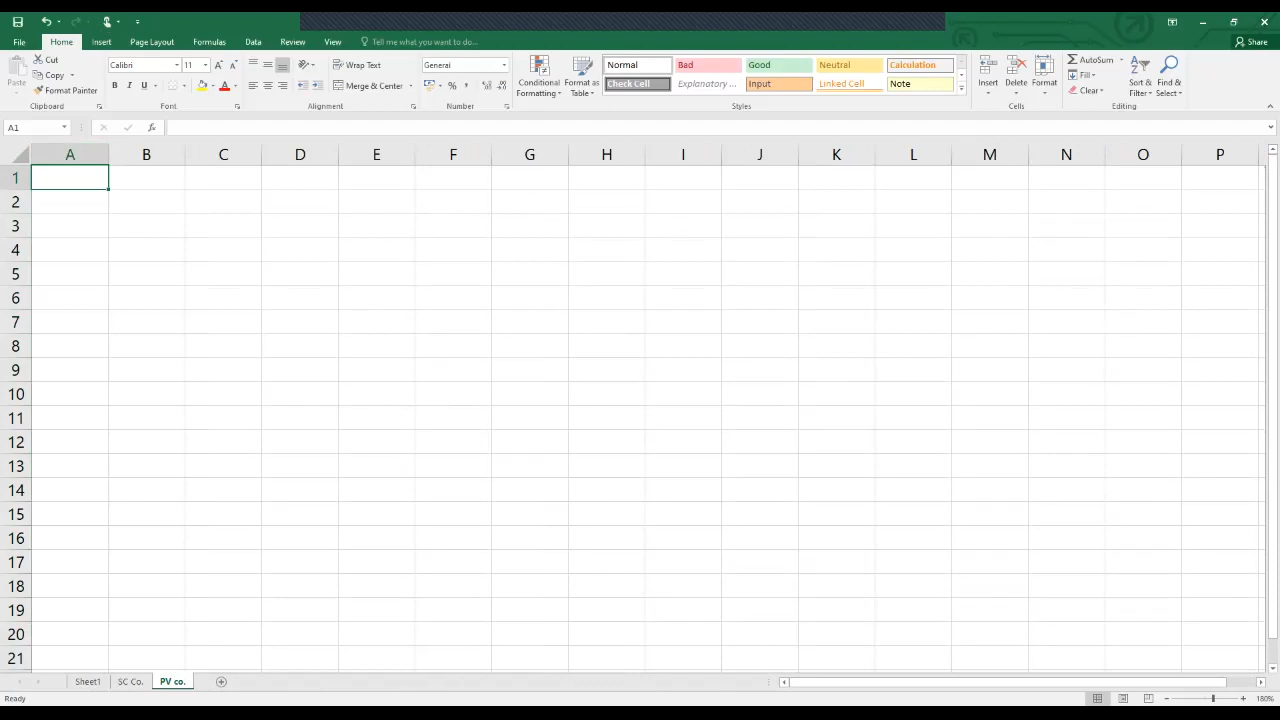 File Home Insert Page Layout Formulas Data Review View Tell me what you want to do... Share
Paste Cut Calibri 11 Wrap Text General Conditional Formatting Format as Table Normal Bad Good Neutral Calculation Insert Delete Format AutoSum Sort & Filter Find & Select
Copy Fill
Format Painter U Merge & Center % Check Cell Explanatory ... Input Linked Cell Note Clear
Clipboard Font Alignment Number Styles Cells Editing
A1 fx
A B C D E F G H I J K L M N O P
1
2
3
4
5
6
7
8
9
10
11
12
13
14
15
16
17
18
19
20
21
Sheet1 SC Co. PV co.
Ready 180%